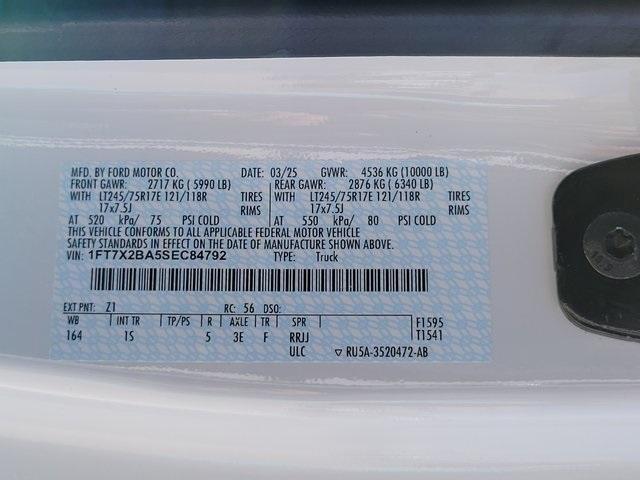 MFD. BY FORD MOTOR CO. DATE: 03/25 GVWR: 4536 KG (10000 LB)
FRONT GAWR: 2717 KG (5990 LB) REAR GAWR: 2876 KG (6340 LB)
WITH LT245/75R17E 121/118R TIRES WITH LT245/75R17E 121/118R TIRES
17x7.5J RIMS 17x7.5J RIMS
AT 520 kPa/ 75 PSI COLD AT 550 kPa/ 80 PSI COLD
THIS VEHICLE CONFORMS TO ALL APPLICABLE FEDERAL MOTOR VEHICLE
SAFETY STANDARDS IN EFFECT ON THE DATE OF MANUFACTURE SHOWN ABOVE.
VIN: 1FT7X2BA5SEC84792 TYPE: Truck
EXT PNT: Z1 RC: 56 DSO:
WB INT TR TP/PS R AXLE TR SPR F1595
164 1S 5 3E F RRJJ T1541
ULC ▽ RU5A-3520472-AB